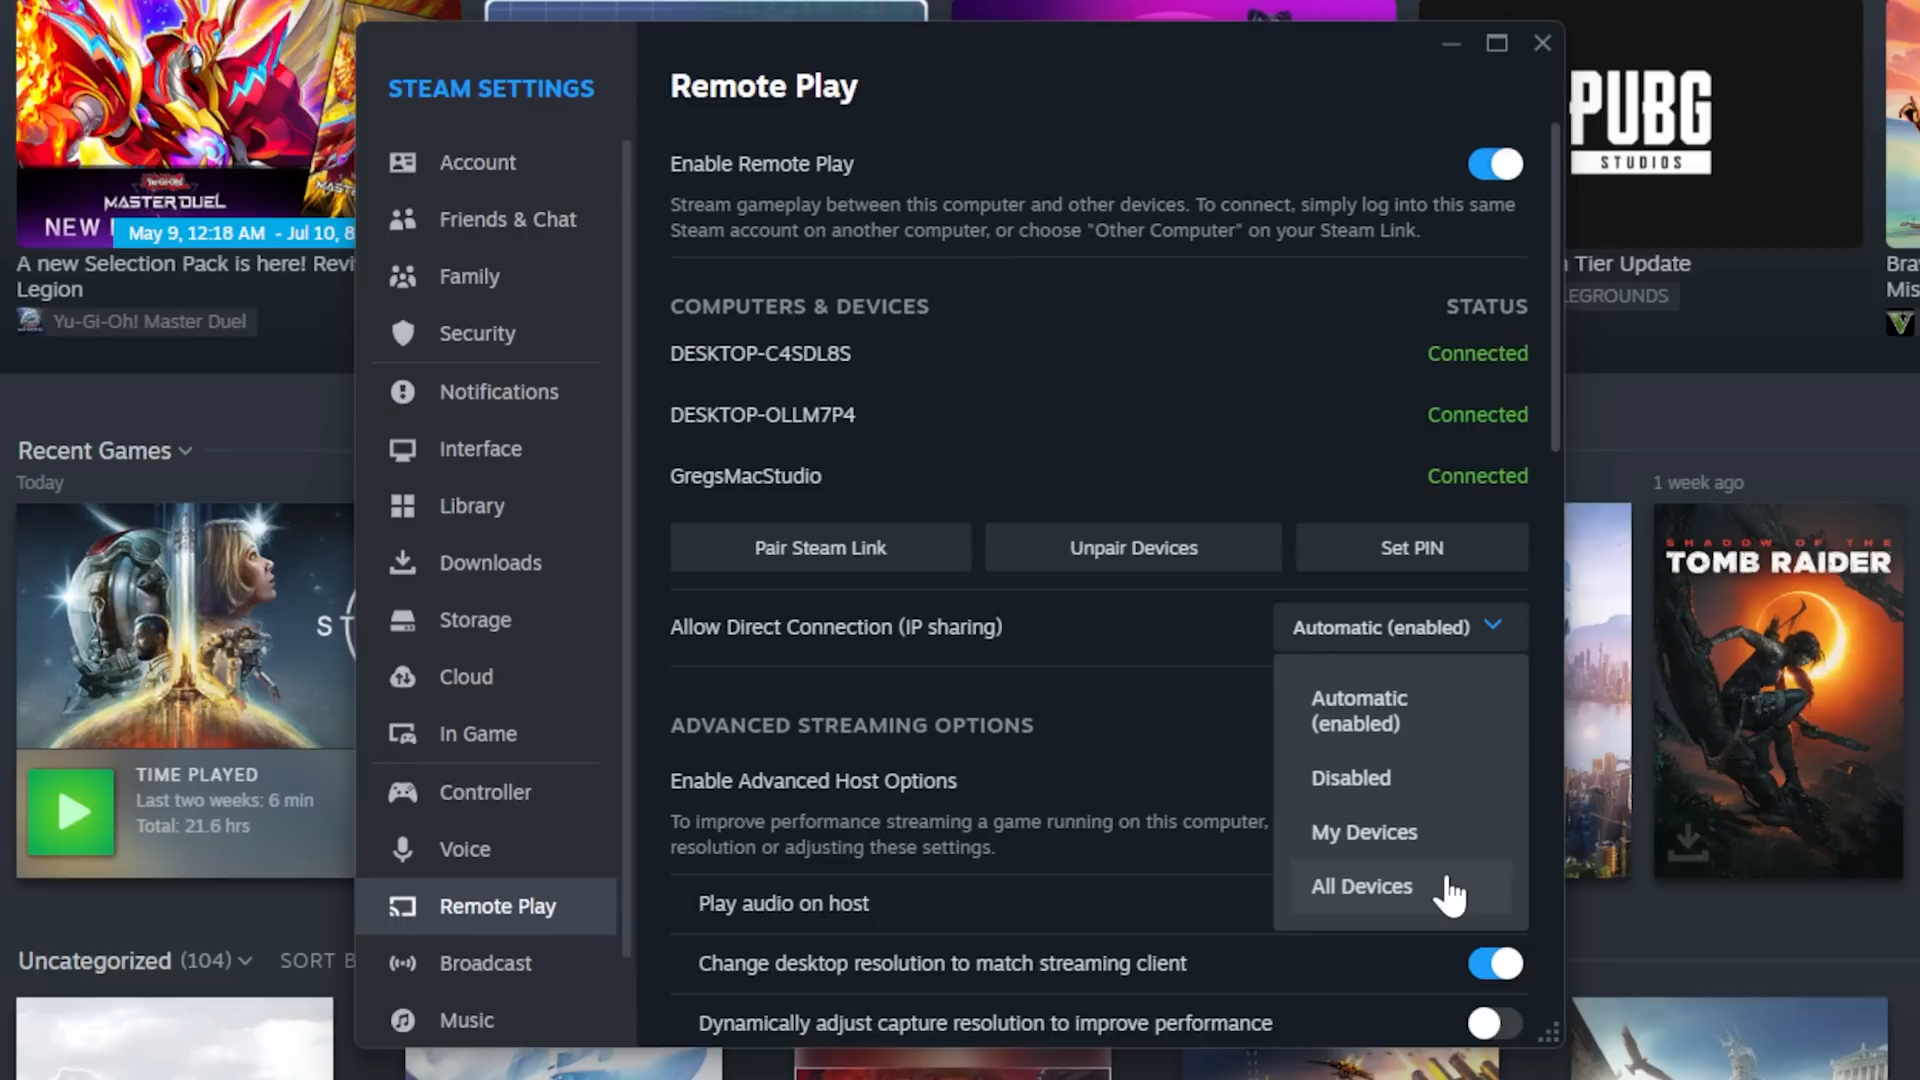 Yu-Gi-Oh!
MASTER DUEL
MAST
NEW
May 9, 12:18 AM - Jul 10, 8
A new Selection Pack is here! Revi
Legion
Yu-Gi-Oh! Master Duel
Recent Games
Today
ST
TIME PLAYED
Last two weeks: 6 min
Total: 21.6 hrs
Uncategorized (104)
SORT B
STEAM SETTINGS
Account
Friends & Chat
Family
Security
Notifications
Interface
Library
Downloads
Storage
Cloud
In Game
Controller
Voice
Remote Play
Broadcast
Music
Remote Play
Enable Remote Play
Stream gameplay between this computer and other devices. To connect, simply log into this same
Steam account on another computer, or choose "Other Computer" on your Steam Link.
COMPUTERS & DEVICES STATUS
DESKTOP-C4SDL8S Connected
DESKTOP-OLLM7P4 Connected
GregsMacStudio Connected
Pair Steam Link Unpair Devices Set PIN
Allow Direct Connection (IP sharing) Automatic (enabled)
Automatic
(enabled)
Disabled
My Devices
All Devices
ADVANCED STREAMING OPTIONS
Enable Advanced Host Options
To improve performance streaming a game running on this computer,
resolution or adjusting these settings.
Play audio on host
Change desktop resolution to match streaming client
Dynamically adjust capture resolution to improve performance
PUBG
STUDIOS
Tier Update
EGROUNDS
Bra
Mis
1 week ago
SHADOW OF THE
TOMB RAIDER